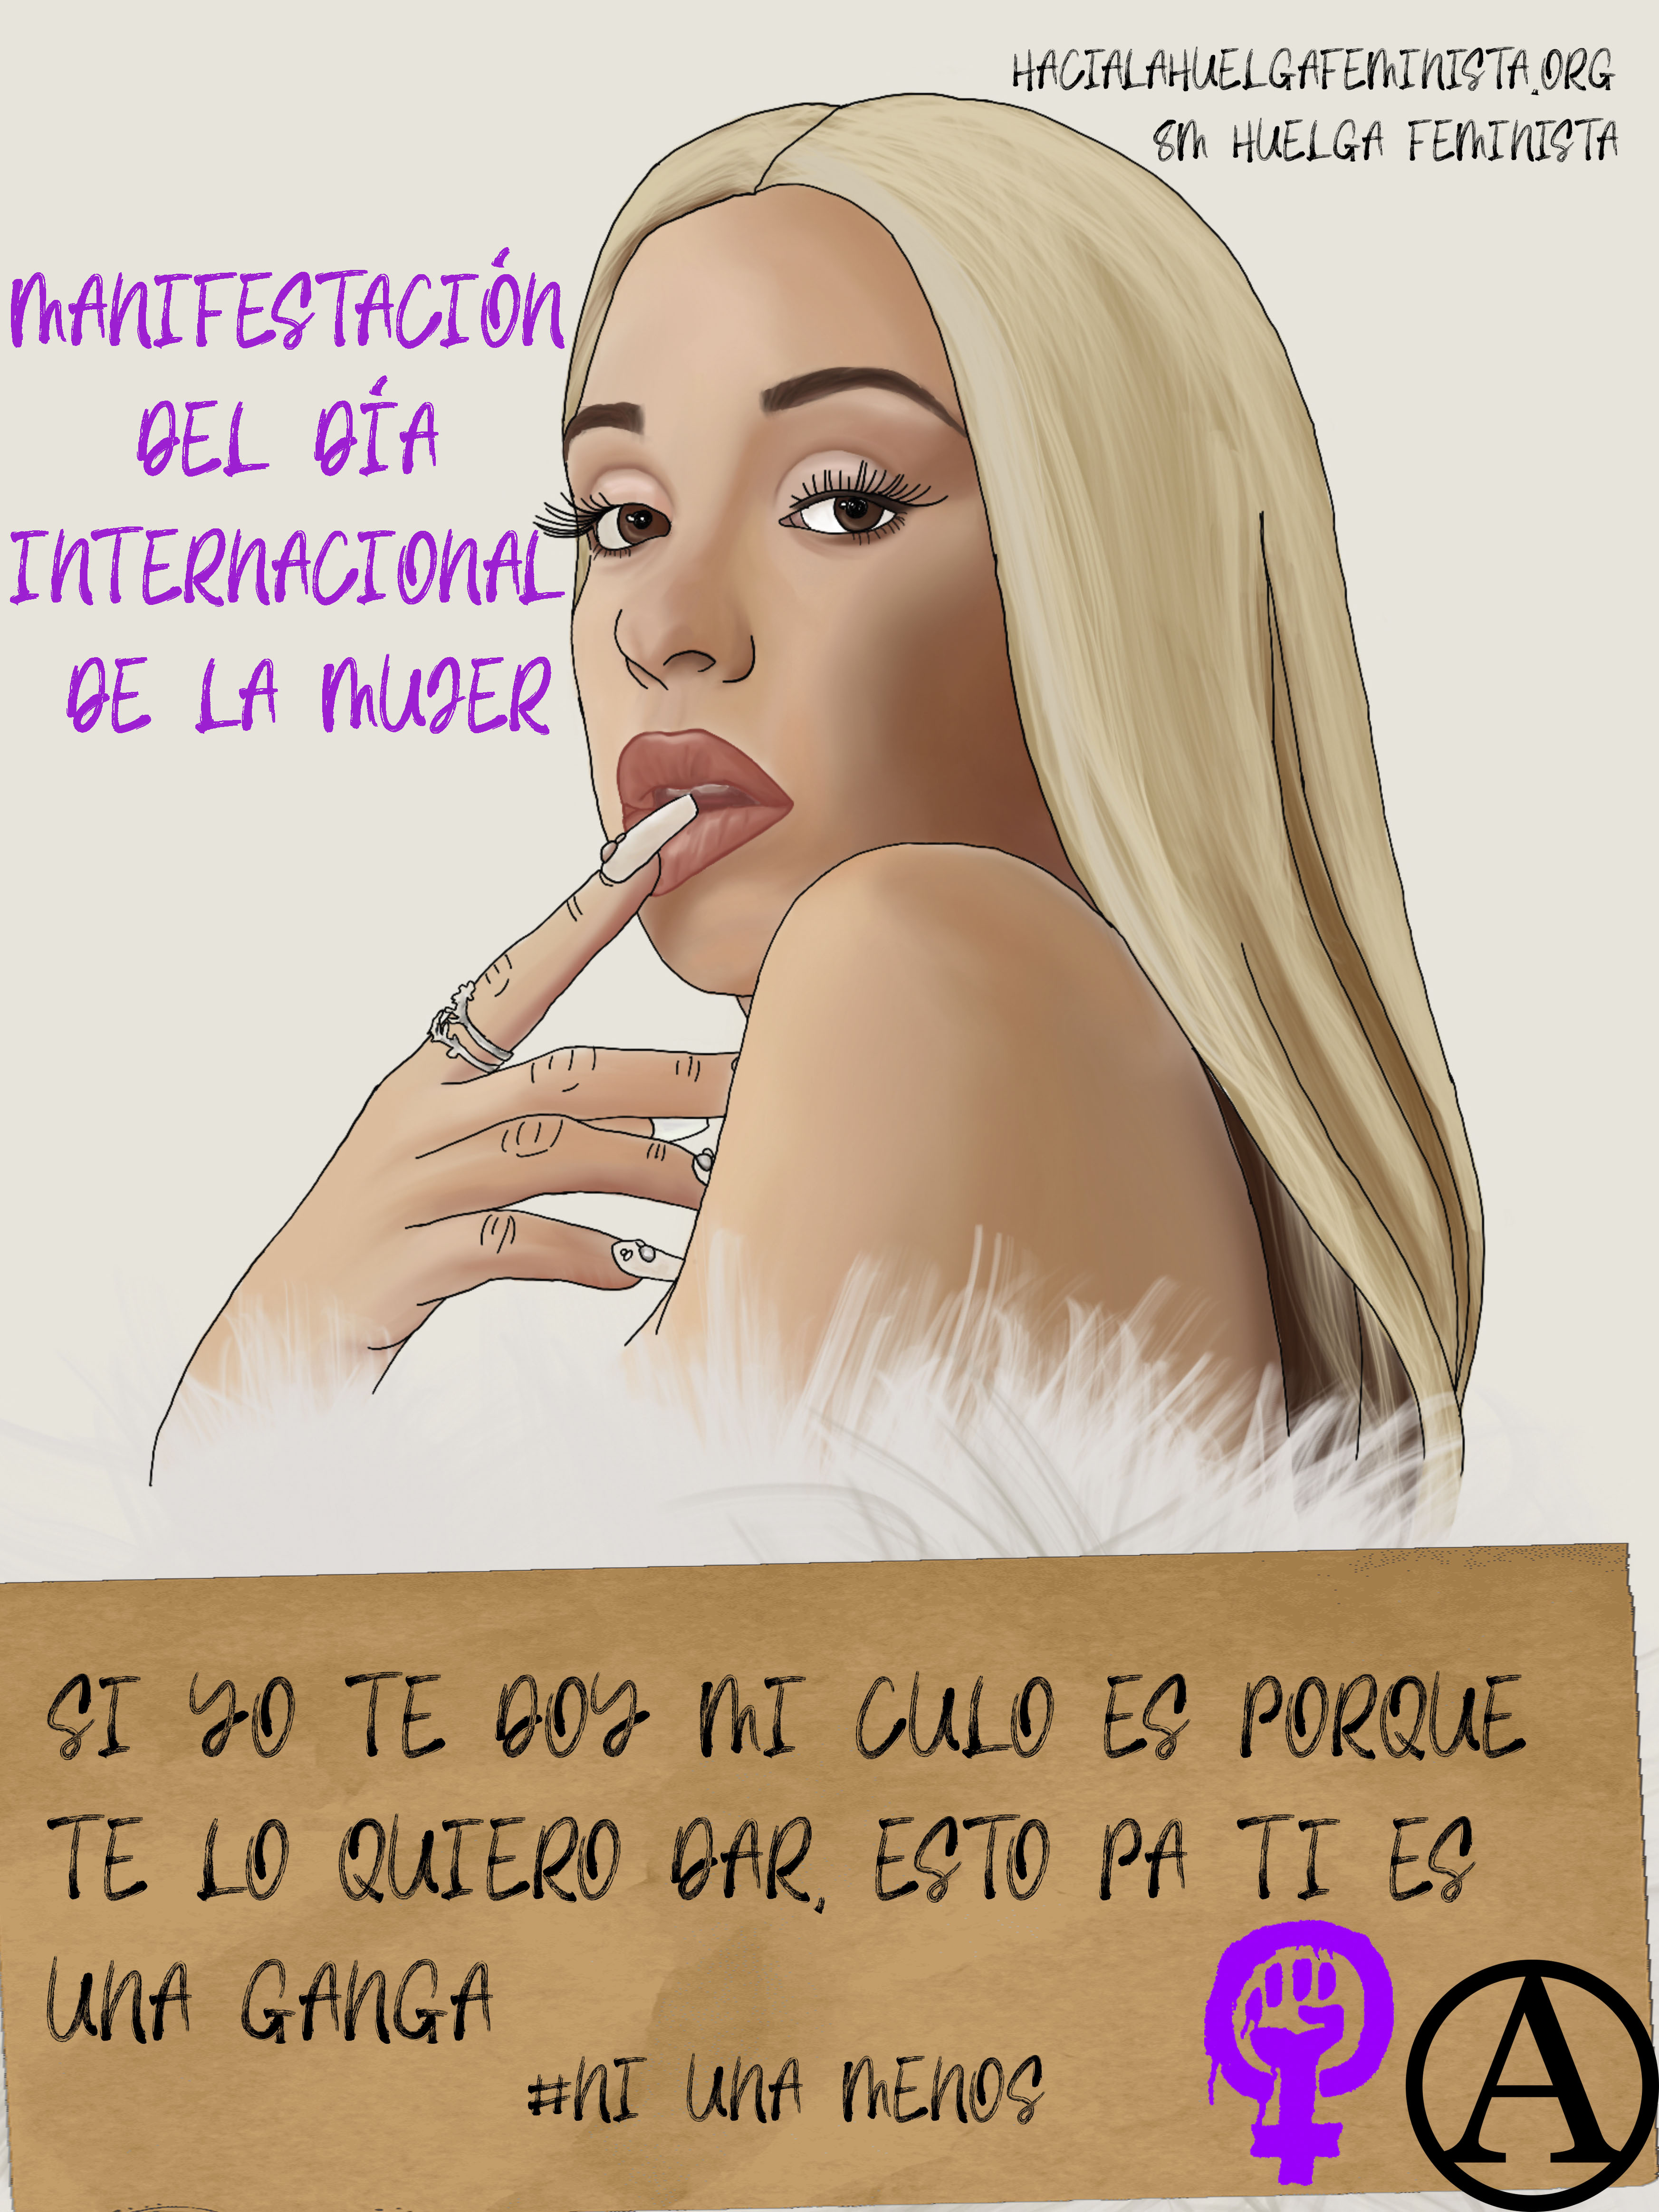 HACIALAHUELGAFEMINISTA.ORG
8M HUELGA FEMINISTA
MANIFESTACIÓN
DEL DÍA
INTERNACIONAL
DE LA MUJER
SI YO TE DOY MI CULO ES PORQUE
TE LO QUIERO DAR, ESTO PA TI ES
UNA GANGA
#NI UNA MENOS
A